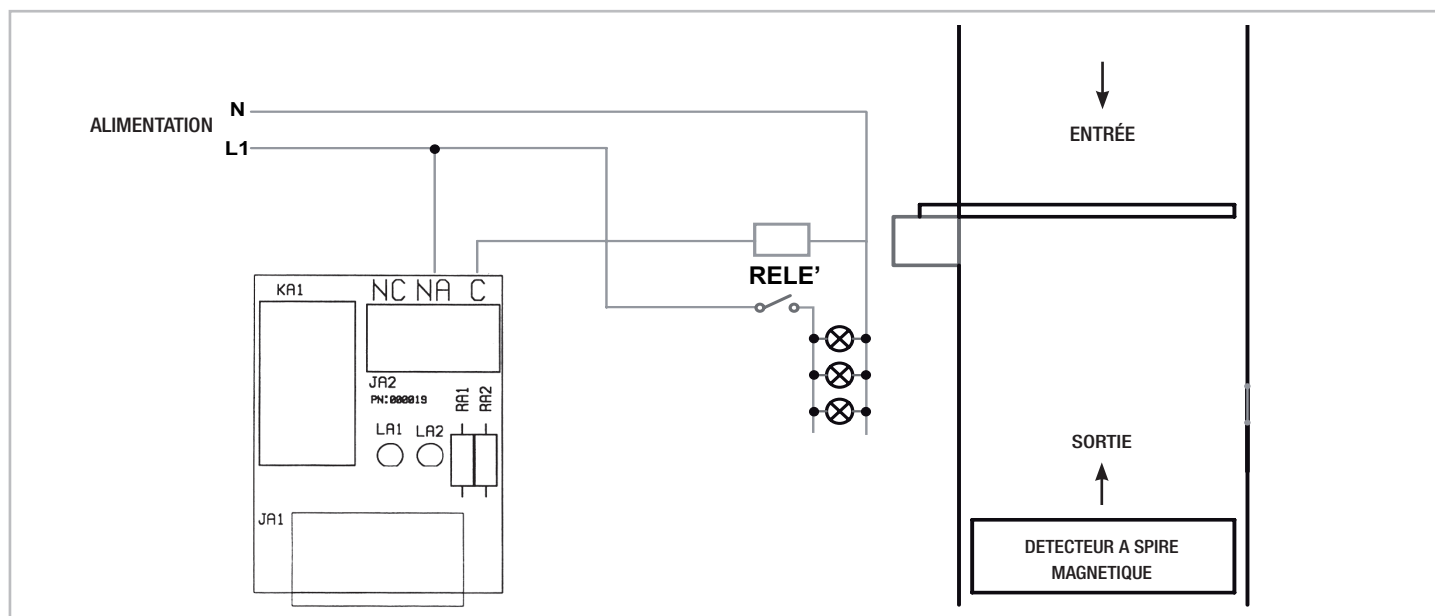 ALIMENTATION
N
L1
ENTRÉE
RELE’
KA1
NC NA C
JA2
PN:000019
RA1
RA2
LA1 LA2
JA1
SORTIE
DETECTEUR A SPIRE
MAGNETIQUE